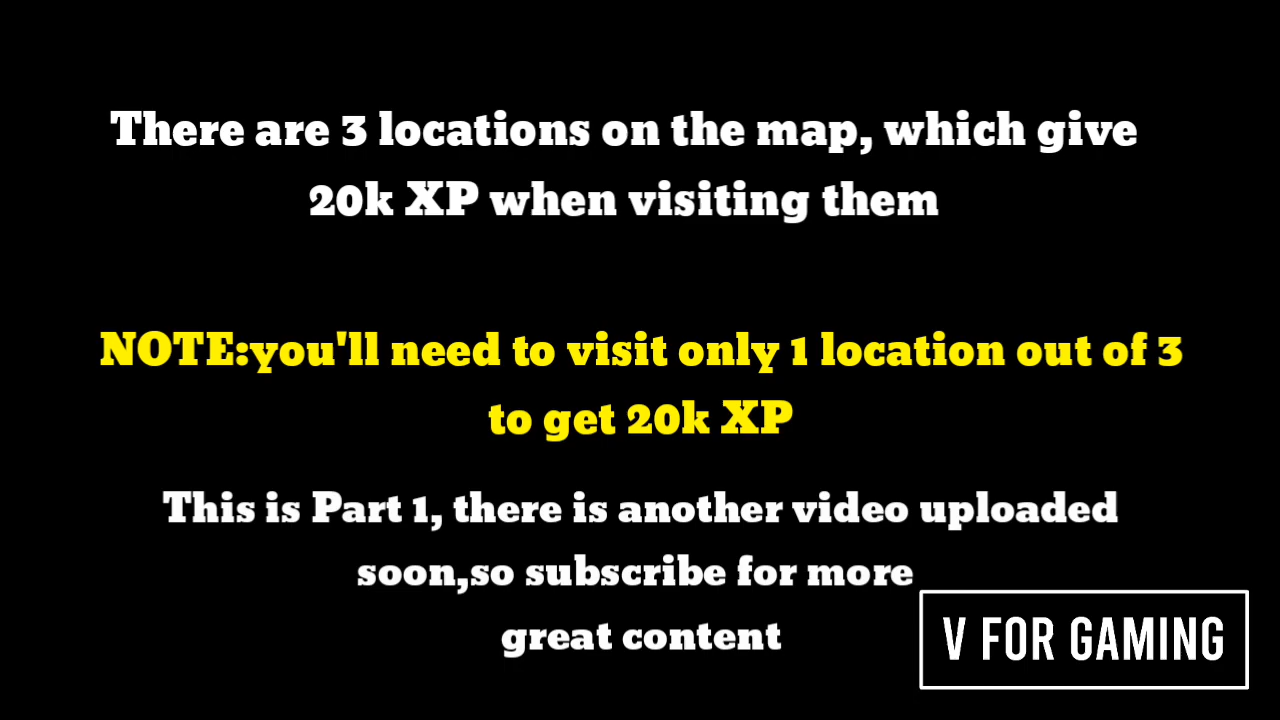 There are 3 locations on the map, which give
20k XP when visiting them
NOTE:you'll need to visit only 1 location out of 3
to get 20k XP
This is Part 1, there is another video uploaded
soon,so subscribe for more
great content
V FOR GAMING